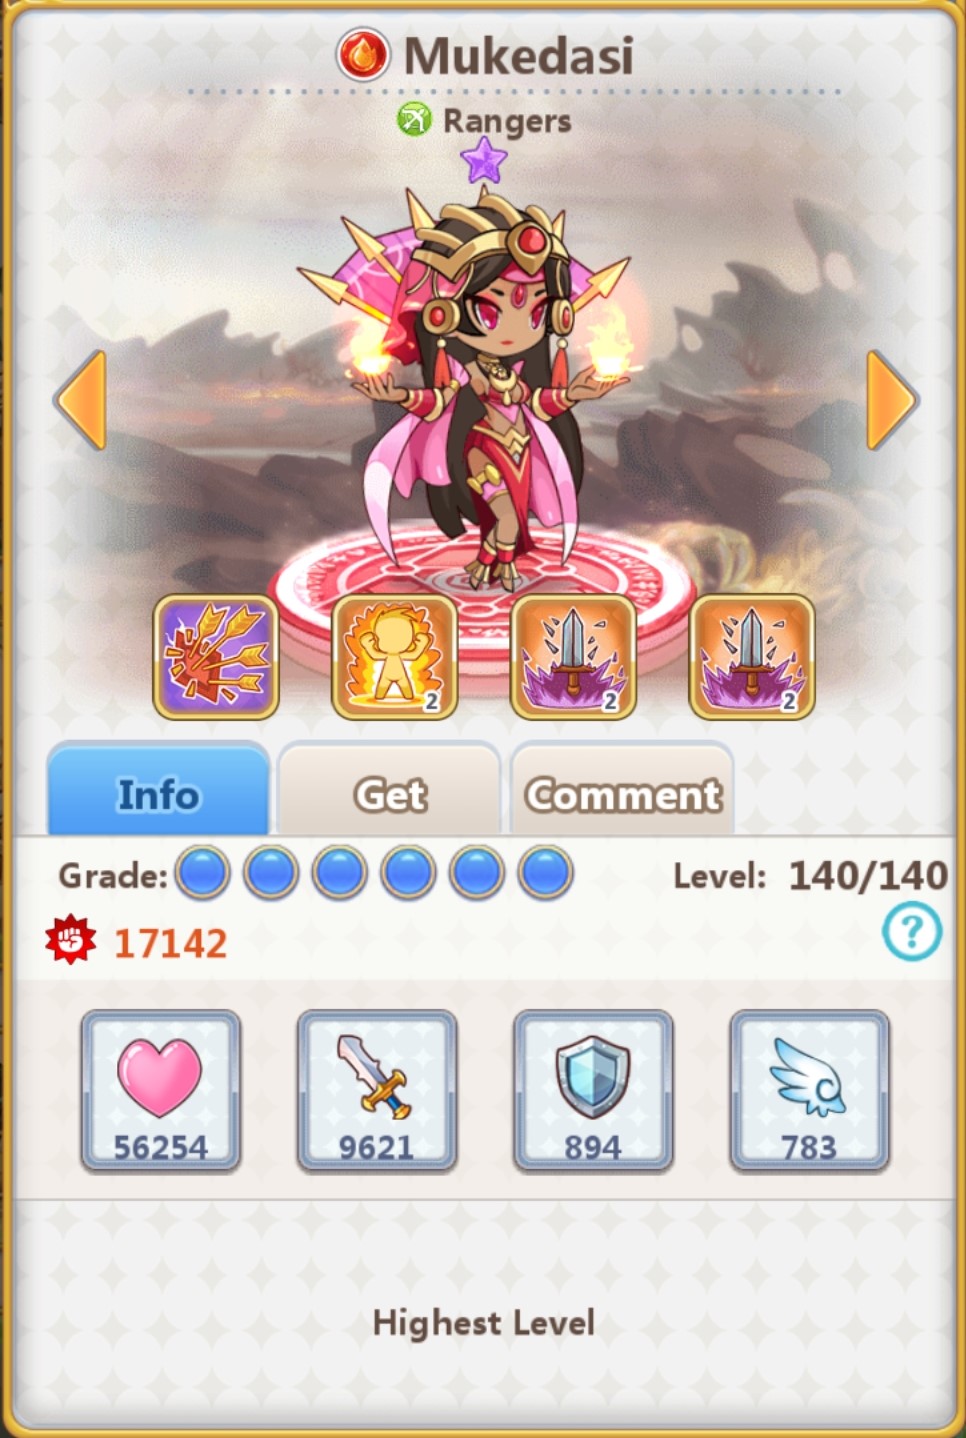 Mukedasi
Rangers
2 2 2
Info Get Comment
Grade: Level: 140/140
17142 ?
56254 9621 894 783
Highest Level